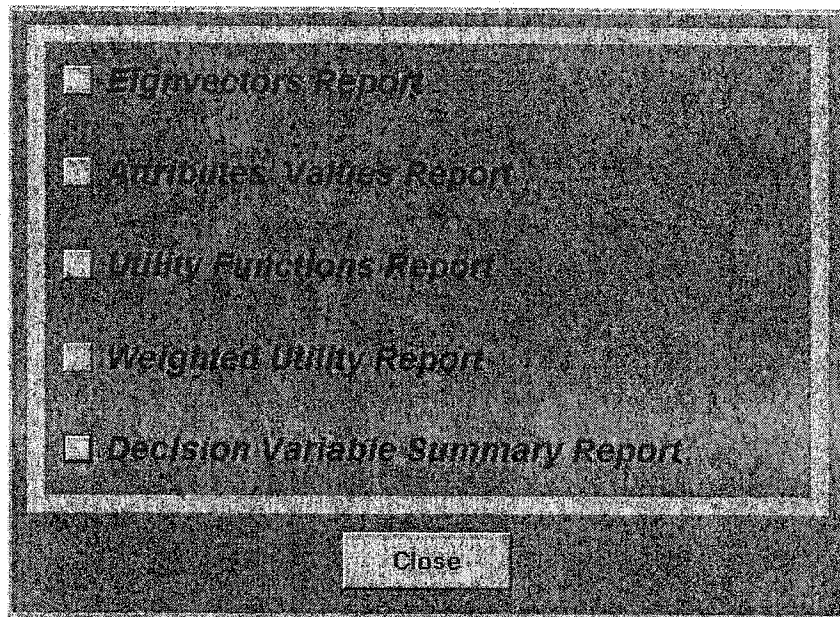 Eignvectors Report
Attributes Values Report
Utility Functions Report
Weighted Utility Report
Decision Variable Summary Report
Close